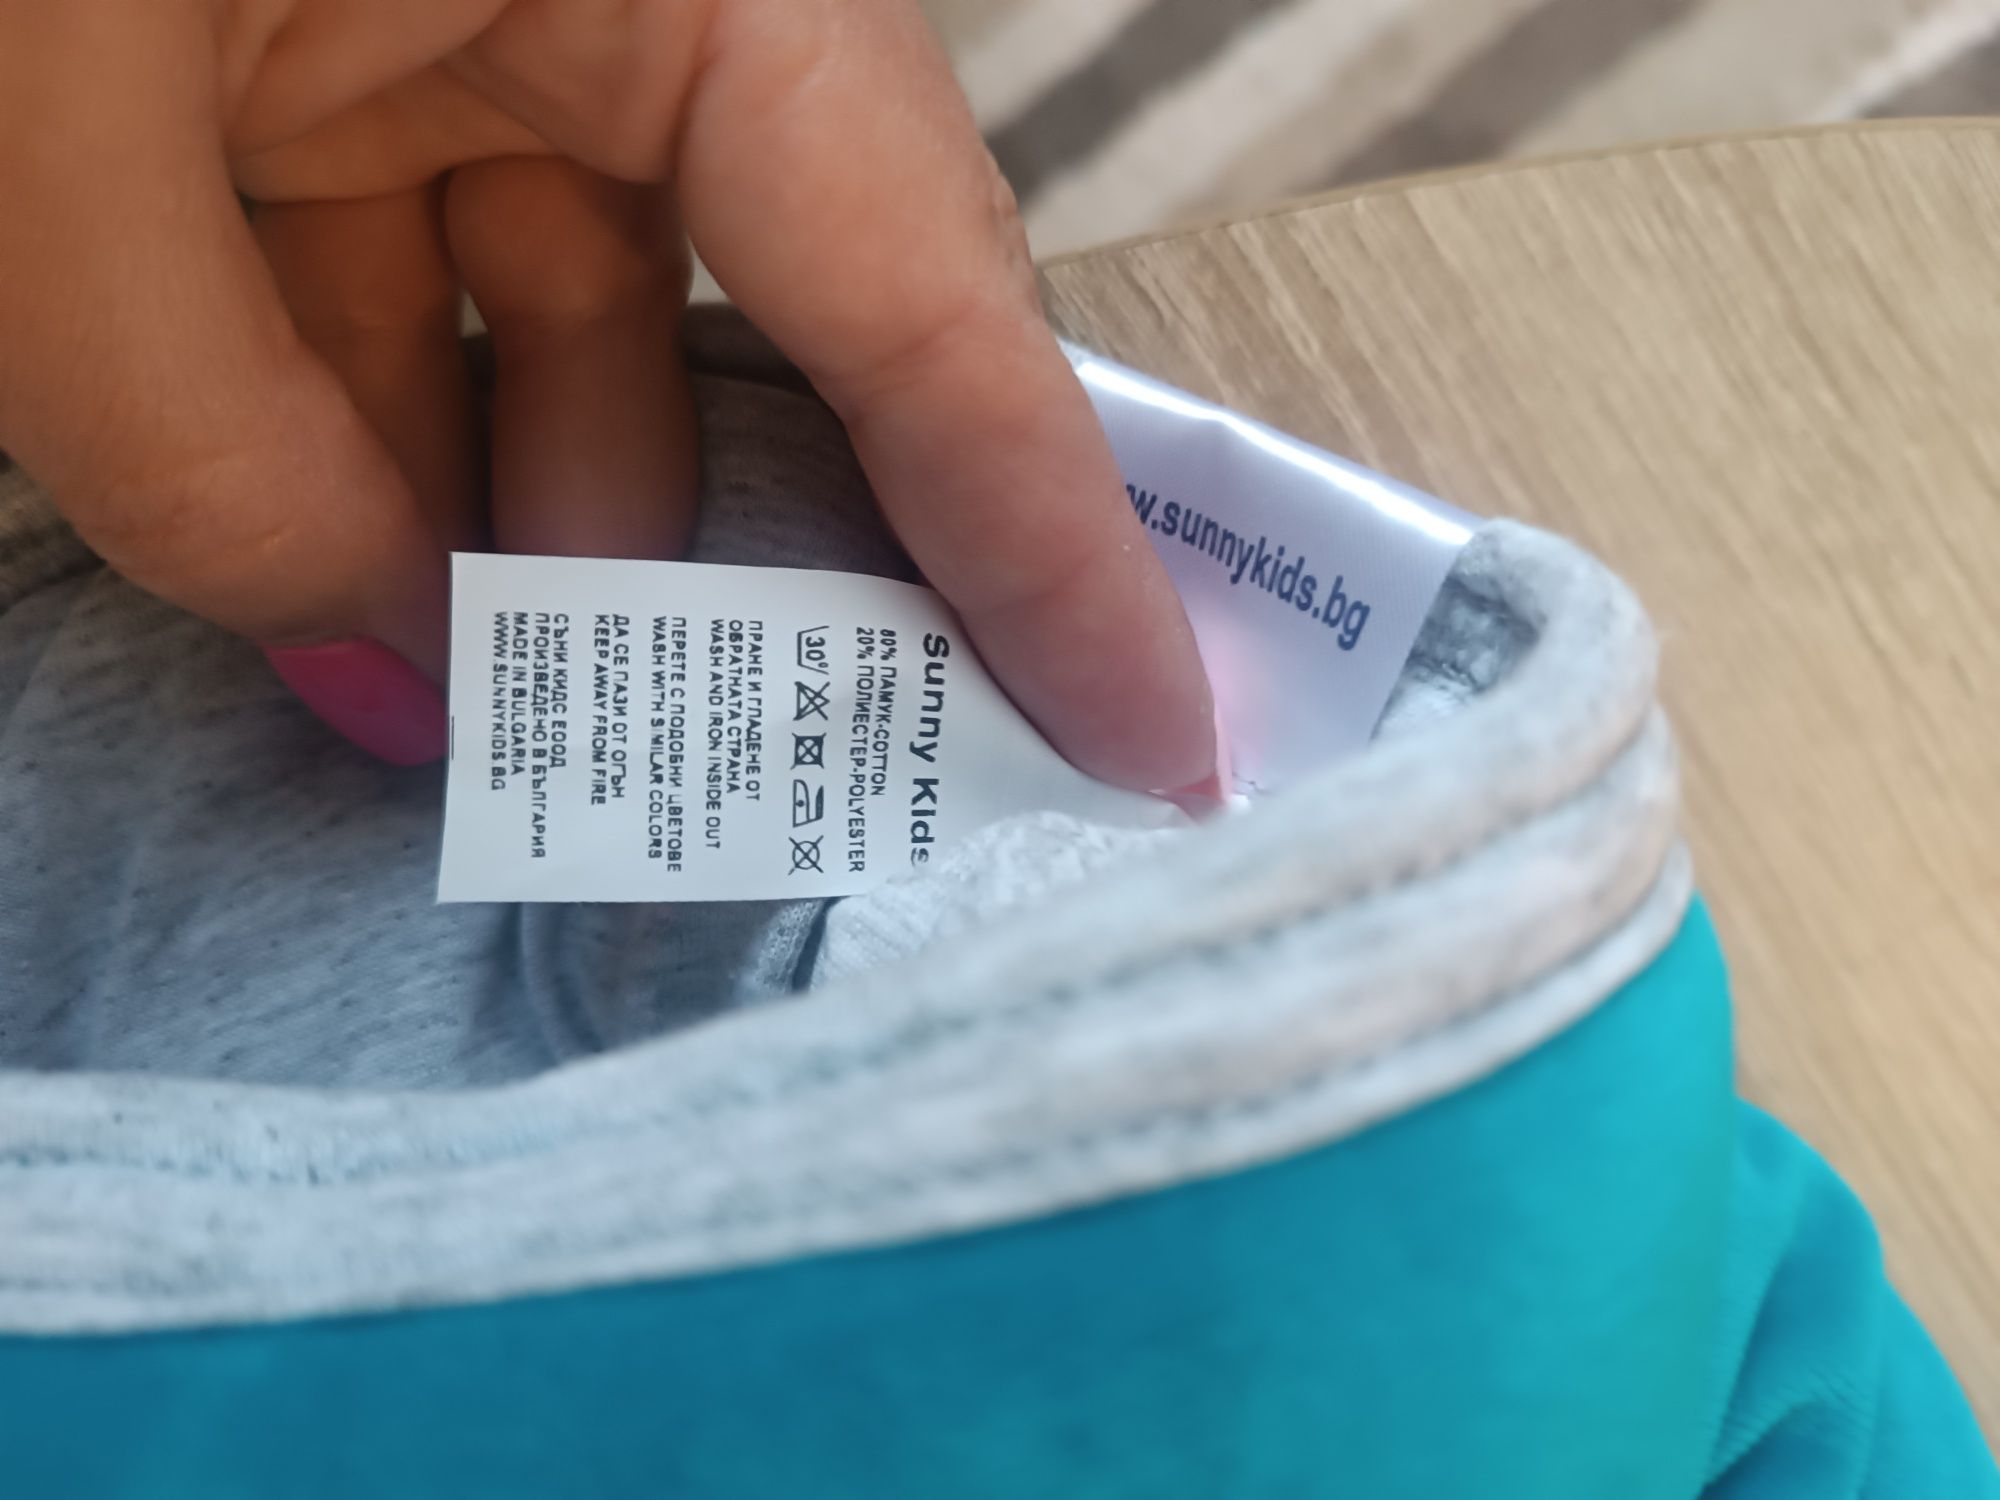 Sunny Kids
80% ПАМУК-COTTON
20% ПОЛИЕСТЕР-POLYESTER
30°
ПРАНЕ И ГЛАДЕНЕ ОТ
ОБРАТНАТА СТРАНА
WASH AND IRON INSIDE OUT
ПЕРЕТЕ С ПОДОБНИ ЦВЕТОВЕ
WASH WITH SIMILAR COLORS
ДА СЕ ПАЗИ ОТ ОГЪН
KEEP AWAY FROM FIRE
СЪНИ КИДС ЕООД
ПРОИЗВЕДЕНО В БЪЛГАРИЯ
MADE IN BULGARIA
WWW.SUNNYKIDS.BG
w.sunnykids.bg